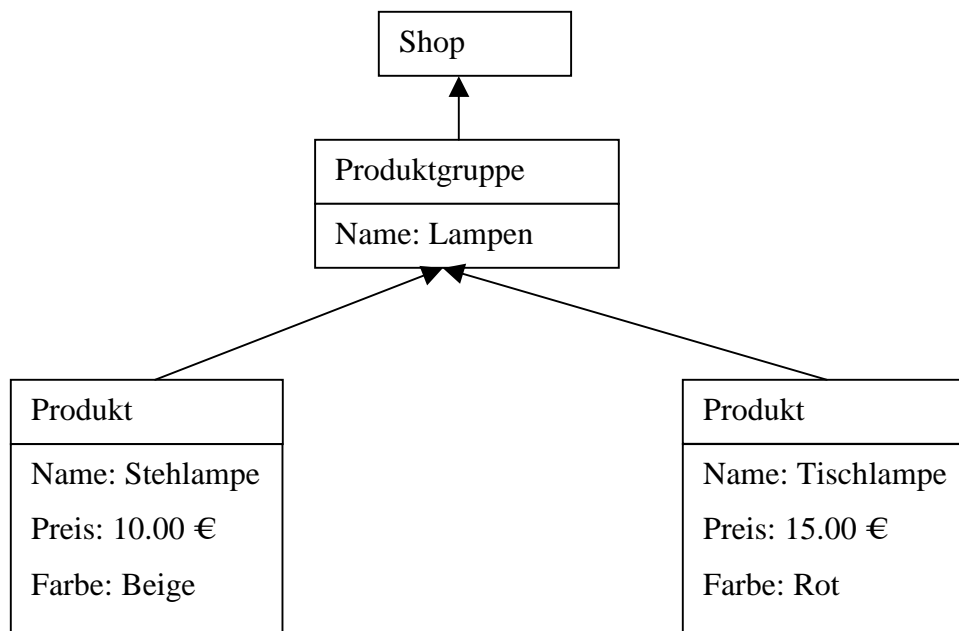 Shop
Produktgruppe
Name: Lampen
Produkt
Name: Stehlampe
Preis: 10.00 €
Farbe: Beige
Produkt
Name: Tischlampe
Preis: 15.00 €
Farbe: Rot